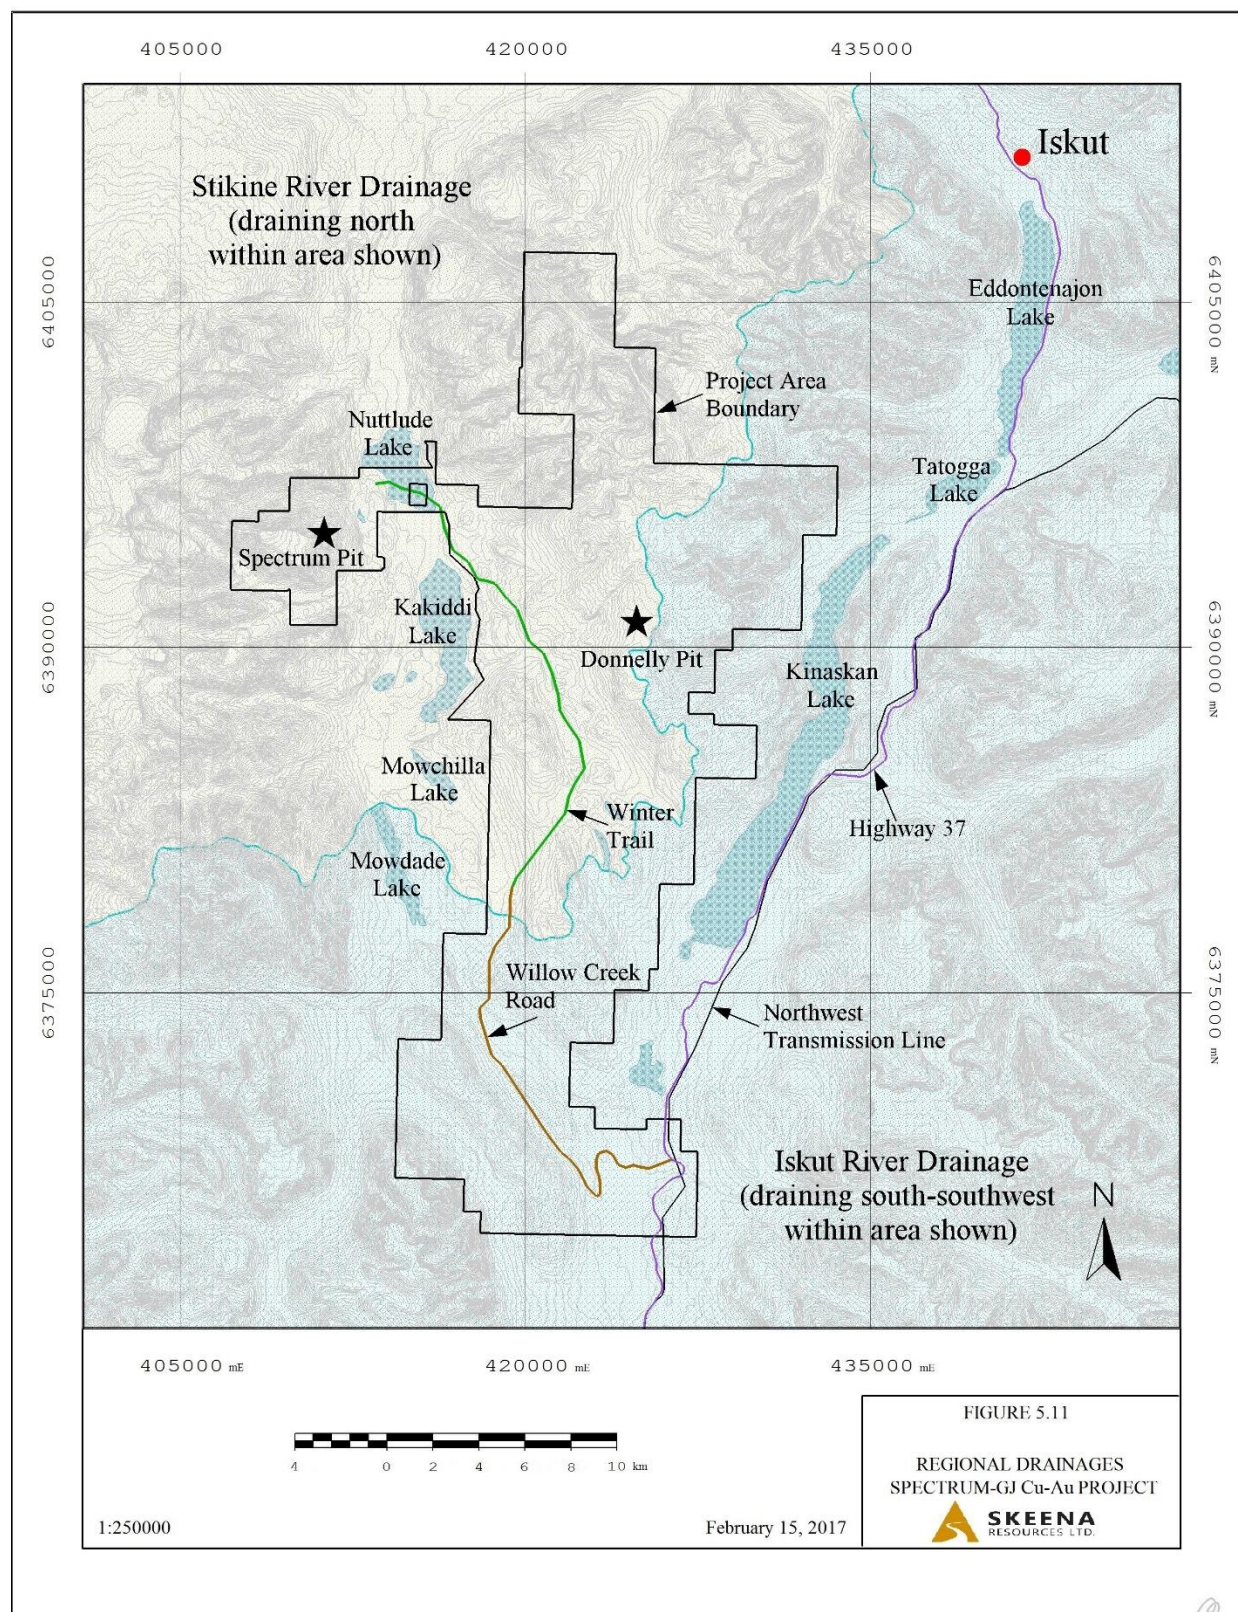 405000
420000
435000
Iskut
Stikine River Drainage
(draining north
within area shown)
6405000
6405000 mN
Eddontenajon
Lake
Project Area
Boundary
Nuttlude
Lake
Tatogga
Lake
Spectrum Pit
Kakiddi
Lake
6390000
6390000 mN
Donnelly Pit
Kinaskan
Lake
Mowchilla
Lake
Winter
Trail
Highway 37
Mowdade
Lake
Willow Creek
Road
6375000
6375000 mN
Northwest
Transmission Line
Iskut River Drainage
(draining south-southwest
within area shown)
N
405000 mE
420000 mE
435000 mE
FIGURE 5.11
REGIONAL DRAINAGES
SPECTRUM-GJ Cu-Au PROJECT
SKEENA
RESOURCES LTD.
4 0 2 4 6 8 10 km
1:250000
February 15, 2017